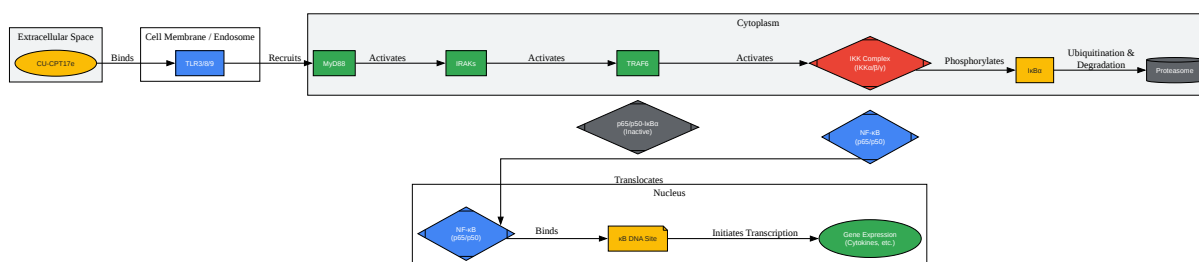 Cytoplasm
Extracellular Space
Cell Membrane / Endosome
CU-CPT17e
Binds
TLR3/8/9
Recruits
MyD88
Activates
IRAKs
Activates
TRAF6
Activates
IKK Complex
(IKKα/β/γ)
Phosphorylates
IκBα
Ubiquitination &
Degradation
Proteasome
p65/p50-IκBα
(Inactive)
NF-κB
(p65/p50)
Translocates
Nucleus
NF-κB
(p65/p50)
Binds
κB DNA Site
Initiates Transcription
Gene Expression
(Cytokines, etc.)